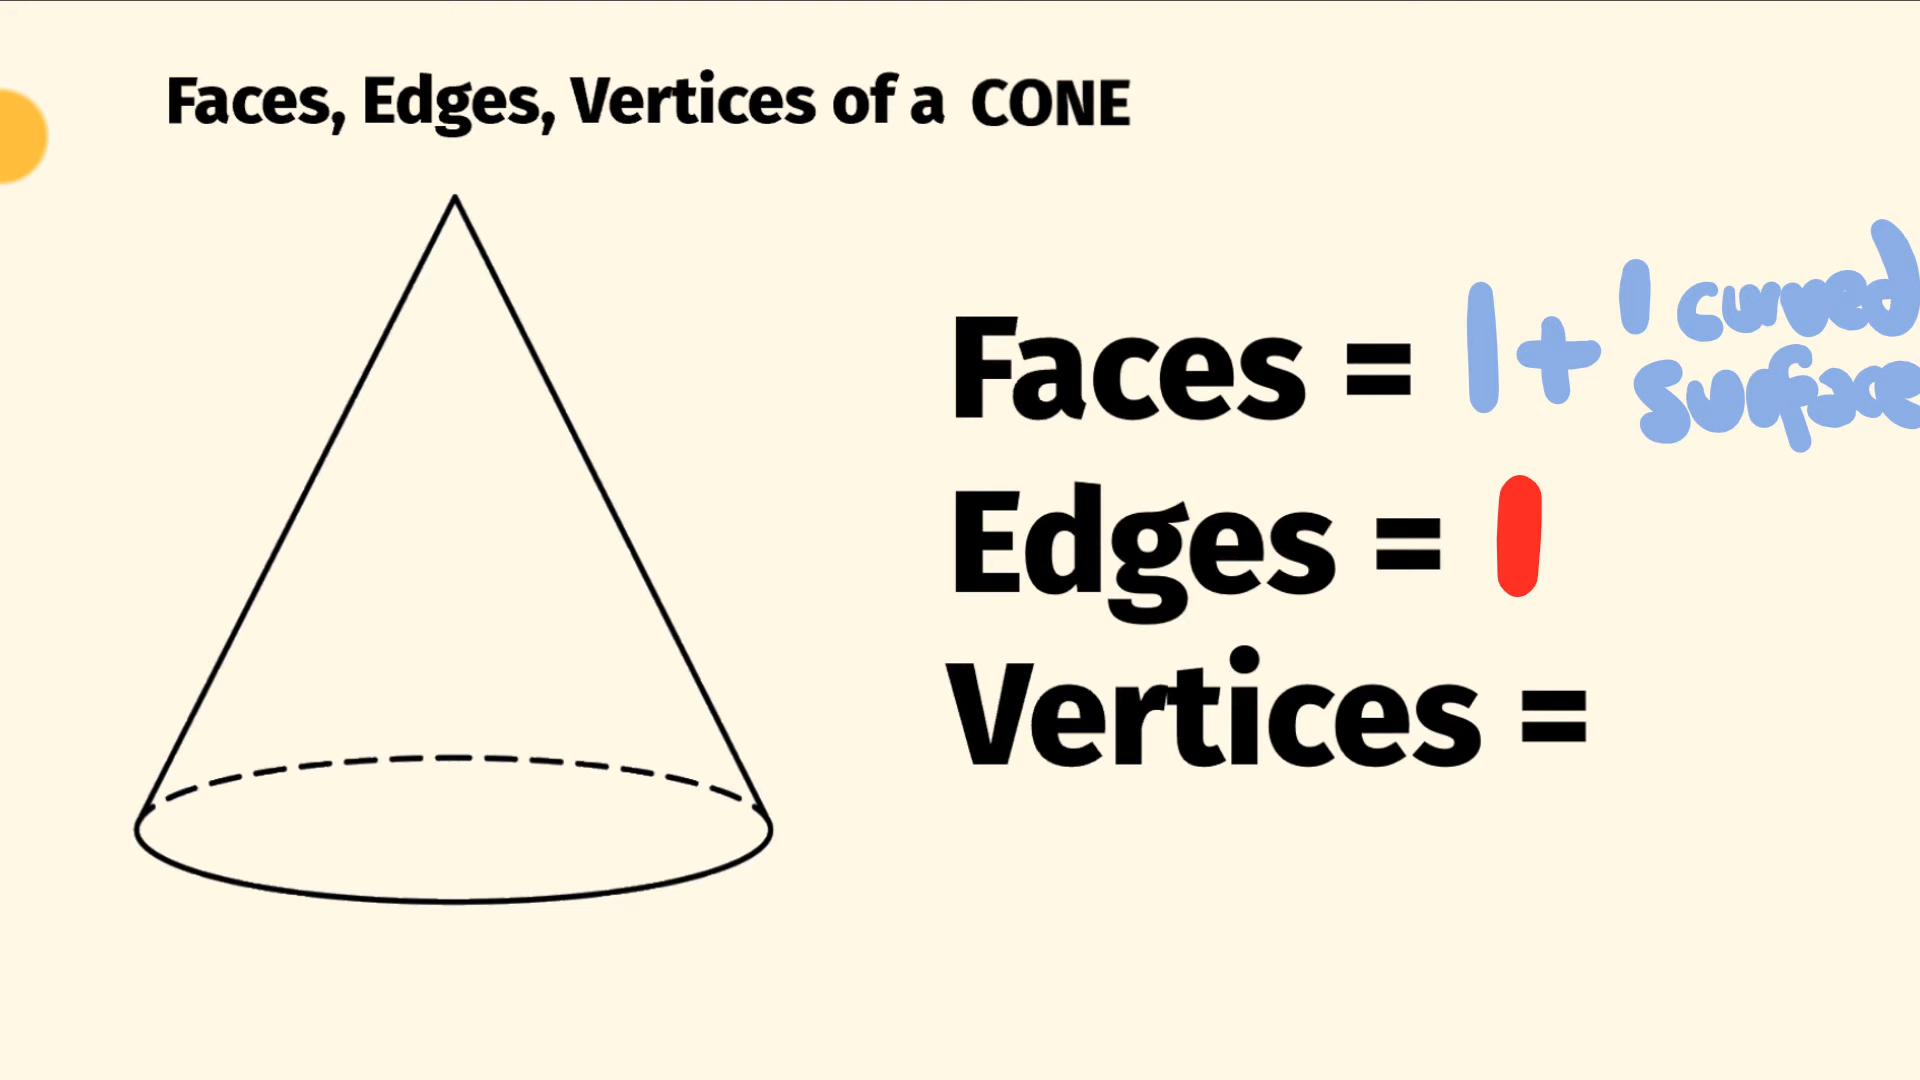 Faces, Edges, Vertices of a CONE
Faces = 1 + 1 curved surface
Edges = 1
Vertices =